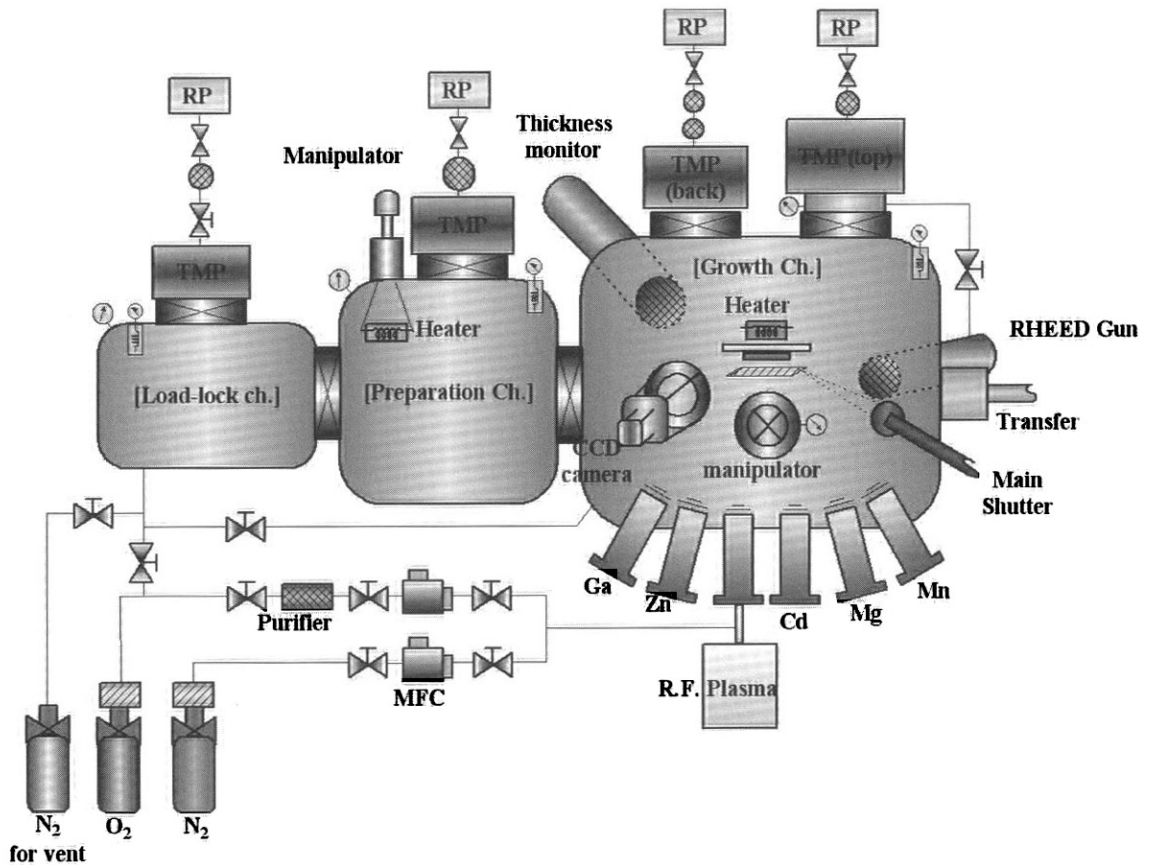 RP
RP
RP
RP
Thickness
monitor
Manipulator
TMP
(back)
TMP(top)
TMP
TMP
[Growth Ch.]
Heater
Heater
RHEED Gun
[Load-lock ch.]
[Preparation Ch.]
Transfer
CCD
camera
manipulator
Main
Shutter
Ga
Zn
Cd
Mg
Mn
Purifier
MFC
R.F. Plasma
N2
for vent
O2
N2